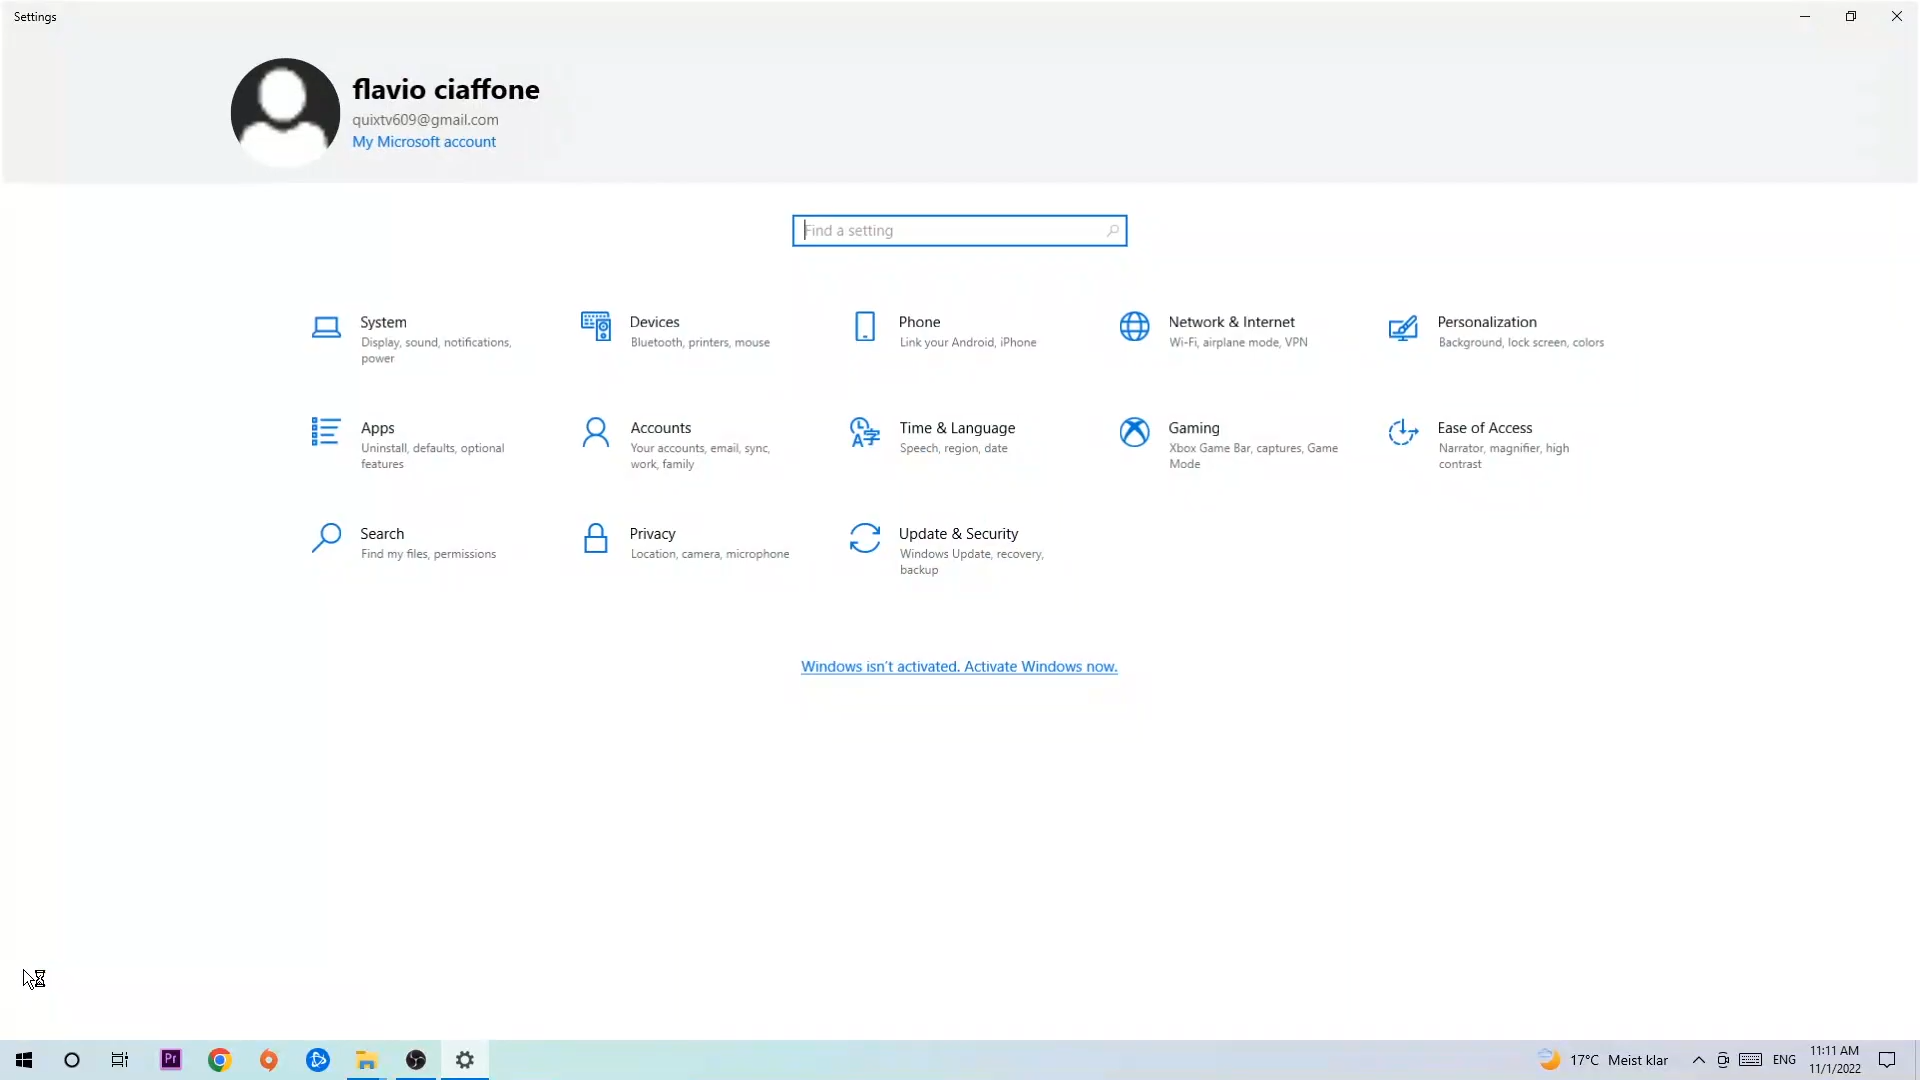 Settings
flavio ciaffone
quixtv609@gmail.com
My Microsoft account
Find a setting
System
Display, sound, notifications,
power
Devices
Bluetooth, printers, mouse
Phone
Link your Android, iPhone
Network & Internet
Wi-Fi, airplane mode, VPN
Personalization
Background, lock screen, colors
Apps
Uninstall, defaults, optional
features
Accounts
Your accounts, email, sync,
work, family
Time & Language
Speech, region, date
Gaming
Xbox Game Bar, captures, Game
Mode
Ease of Access
Narrator, magnifier, high
contrast
Search
Find my files, permissions
Privacy
Location, camera, microphone
Update & Security
Windows Update, recovery,
backup
Windows isn't activated. Activate Windows now.
Pr
17°C Meist klar
ENG
11:11 AM
11/1/2022